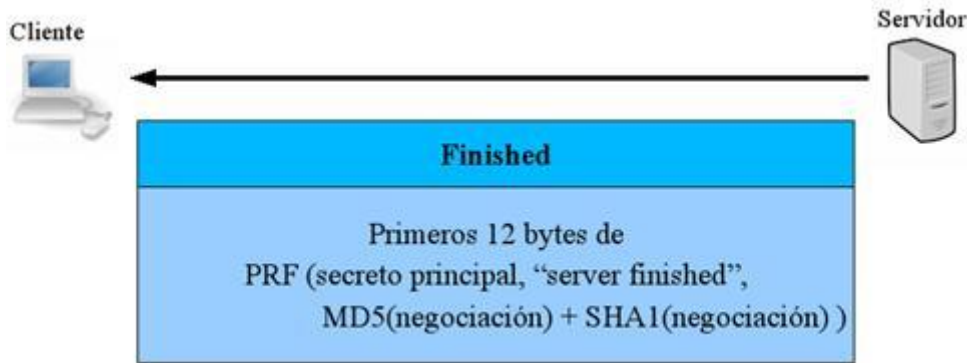 Cliente
Servidor
Finished
Primeros 12 bytes de
PRF (secreto principal, “server finished”,
MD5(negociación) + SHA1(negociación) )